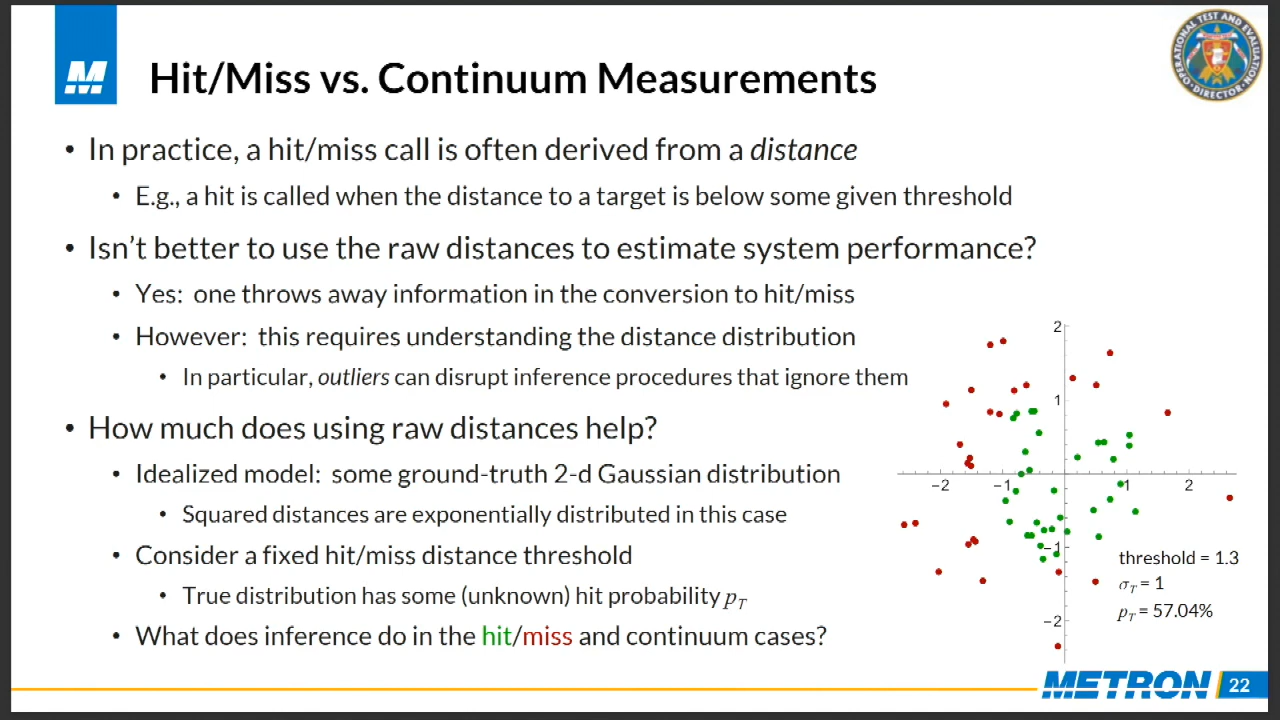 OPERATIONAL TEST AND EVALUATION
DIRECTOR
M
Hit/Miss vs. Continuum Measurements
• In practice, a hit/miss call is often derived from a distance
• E.g., a hit is called when the distance to a target is below some given threshold
• Isn't better to use the raw distances to estimate system performance?
• Yes: one throws away information in the conversion to hit/miss
• However: this requires understanding the distance distribution
• In particular, outliers can disrupt inference procedures that ignore them
• How much does using raw distances help?
• Idealized model: some ground-truth 2-d Gaussian distribution
• Squared distances are exponentially distributed in this case
• Consider a fixed hit/miss distance threshold
• True distribution has some (unknown) hit probability p_T
• What does inference do in the hit/miss and continuum cases?
2
1
−2 −1 1 2
−1
−2
threshold = 1.3
σ_T = 1
p_T = 57.04%
METRON 22